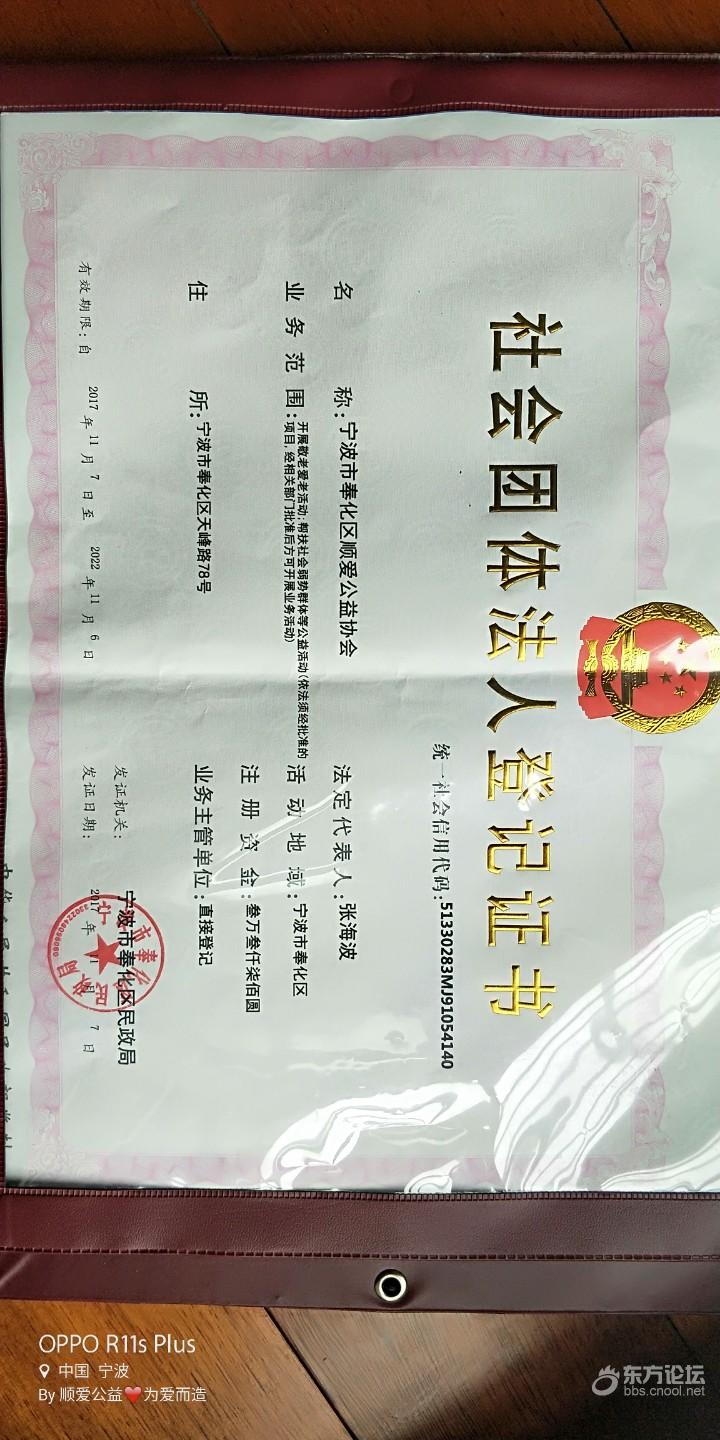 社会团体法人登记证书
统一社会信用代码:51330283MJ91054140
名 称:宁波市奉化区顺爱公益协会
业务范围:开展敬老爱老活动;帮扶社会弱势群体等公益活动(依法须经批准的
项目,经相关部门批准后方可开展业务活动)
住 所:宁波市奉化区天峰路78号
法定代表人:张海波
活动地域:宁波市奉化区
注册资金:叁万叁仟柒佰圆
业务主管单位:直接登记
有效期限:自 2017年11月7日至 2022年11月6日
发证机关: 宁波市奉化区民政局
发证日期: 2017年11月7日
OPPO R11s Plus
中国 宁波
By 顺爱公益❤为爱而造
东方论坛
bbs.cnool.net